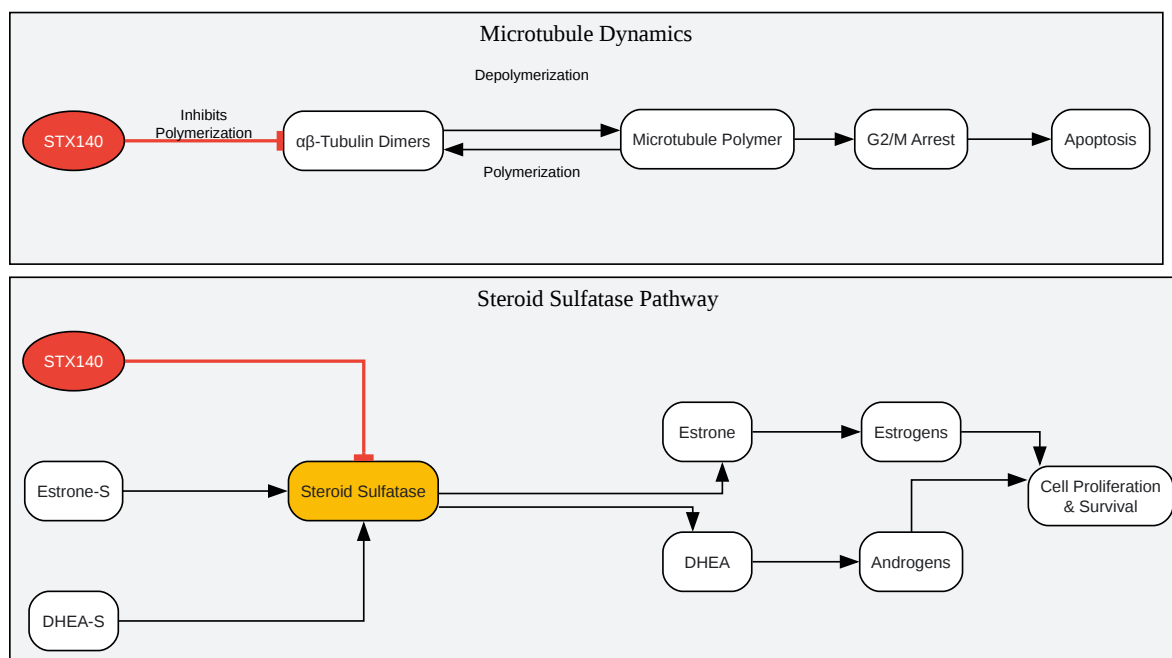 Microtubule Dynamics
Depolymerization
Inhibits
Polymerization
STX140
αβ-Tubulin Dimers
Microtubule Polymer
G2/M Arrest
Apoptosis
Polymerization
Steroid Sulfatase Pathway
STX140
Estrone
Estrogens
Estrone-S
Steroid Sulfatase
Cell Proliferation
& Survival
DHEA
Androgens
DHEA-S